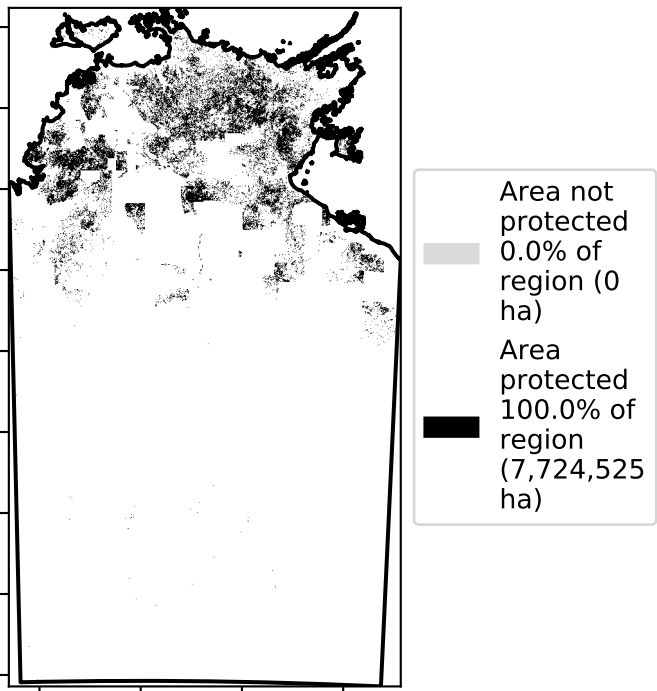 Area not
protected
0.0% of
region (0
ha)
Area
protected
100.0% of
region
(7,724,525
ha)